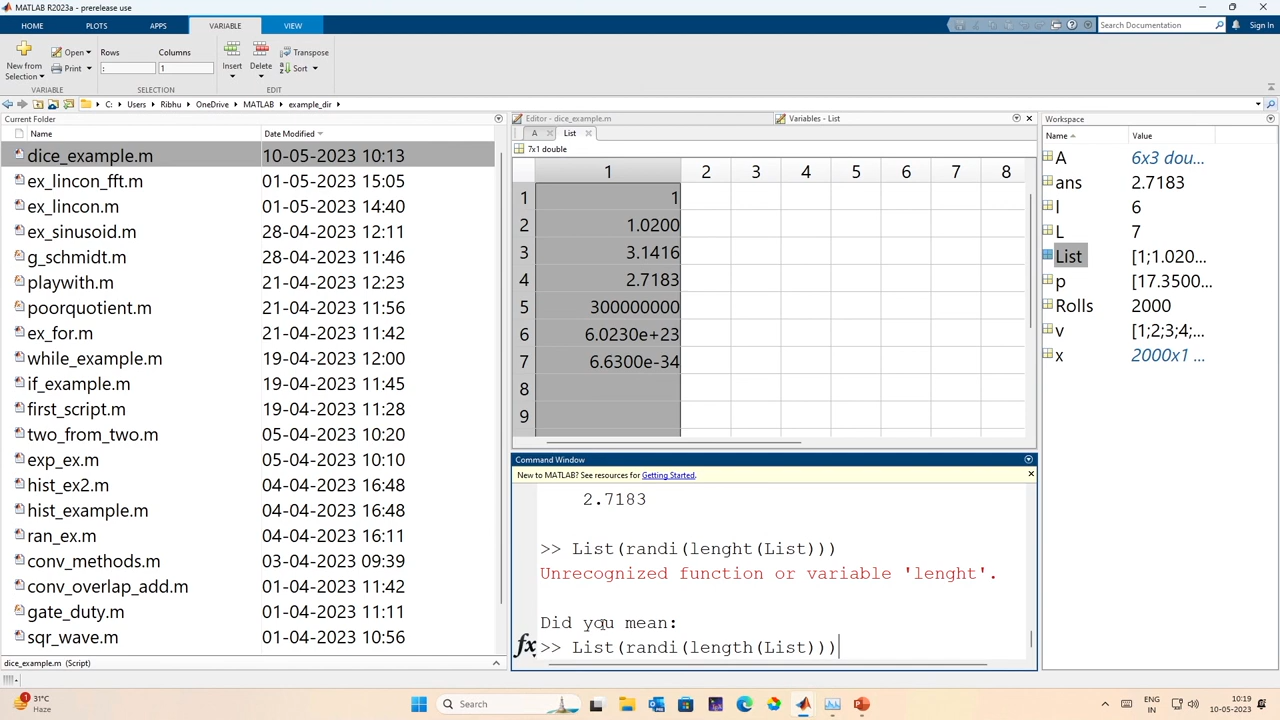 MATLAB R2023a - prerelease use
HOME PLOTS APPS VARIABLE VIEW
Search Documentation Sign In
New from Selection Open Print Rows Columns Insert Delete Transpose Sort
: 1
VARIABLE SELECTION EDIT
C: Users Ribhu OneDrive MATLAB example_dir
Current Folder
Name Date Modified
dice_example.m 10-05-2023 10:13
ex_lincon_fft.m 01-05-2023 15:05
ex_lincon.m 01-05-2023 14:40
ex_sinusoid.m 28-04-2023 12:11
g_schmidt.m 28-04-2023 11:46
playwith.m 21-04-2023 12:23
poorquotient.m 21-04-2023 11:56
ex_for.m 21-04-2023 11:42
while_example.m 19-04-2023 12:00
if_example.m 19-04-2023 11:45
first_script.m 19-04-2023 11:28
two_from_two.m 05-04-2023 10:20
exp_ex.m 05-04-2023 10:10
hist_ex2.m 04-04-2023 16:48
hist_example.m 04-04-2023 16:48
ran_ex.m 04-04-2023 16:11
conv_methods.m 03-04-2023 09:39
conv_overlap_add.m 01-04-2023 11:42
gate_duty.m 01-04-2023 11:11
sqr_wave.m 01-04-2023 10:56
dice_example.m (Script)
Editor - dice_example.m Variables - List
A List
7x1 double
1 2 3 4 5 6 7 8
1 1
2 1.0200
3 3.1416
4 2.7183
5 300000000
6 6.0230e+23
7 6.6300e-34
8
9
Command Window
New to MATLAB? See resources for Getting Started.
2.7183
>> List(randi(lenght(List)))
Unrecognized function or variable 'lenght'.
Did you mean:
fx >> List(randi(length(List)))
Workspace
Name Value
A 6x3 dou...
ans 2.7183
l 6
L 7
List [1;1.020...
p [17.3500...
Rolls 2000
v [1;2;3;4;...
x 2000x1 ...
31°C
Haze
Search
ENG
IN
10:19
10-05-2023